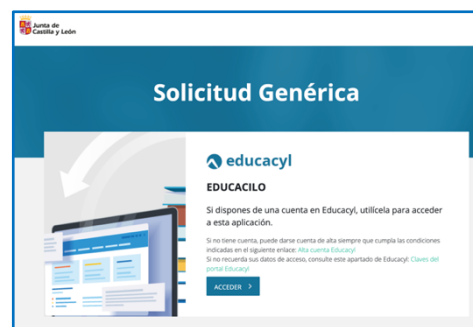 Junta de
Castilla y León
Solicitud Genérica
educacyl
EDUCACILO
Si dispones de una cuenta en Educacyl, utilícela para acceder
a esta aplicación.
Si no tiene cuenta, puede darse cuenta de alta siempre que cumpla las condiciones
indicadas en el siguiente enlace: Alta cuenta Educacyl
Si no recuerda sus datos de acceso, consulte este apartado de Educacyl: Claves del
portal Educacyl
ACCEDER >